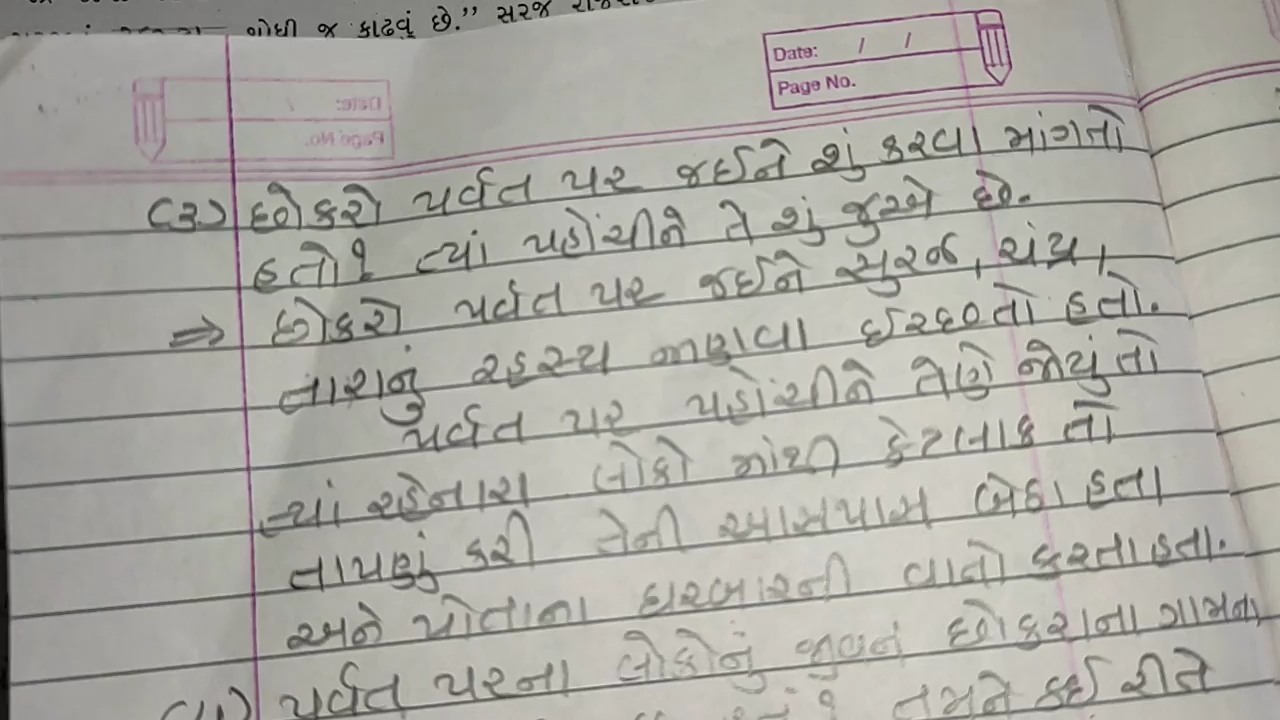 ગોધી જ કાઢવું છે.” સરજ
Date: / /
Page No.
(૩) છોકરો પર્વત પર જઈને શું કરવા માંગતો
હતો? ત્યાં પહોંચીને તે શું જુએ છે.
⇒ છોકરો પર્વત પર જઈને સુરજ, ચંદ્ર,
તારાનું રહસ્ય જાણવા ઈચ્છતો હતો.
પર્વત પર પહોંચીને તેણે જોયું તો
ત્યાં રહેનારા લોકો માંથી કેટલાક તો
તાપણું કરી તેની આસપાસ બેઠા હતા
અને પોતાના ઘરબારની વાતો કરતા હતા.
પર્વત પરના લોકોનું જીવન છોકરાના ગામના
તમને કઈ રીતે